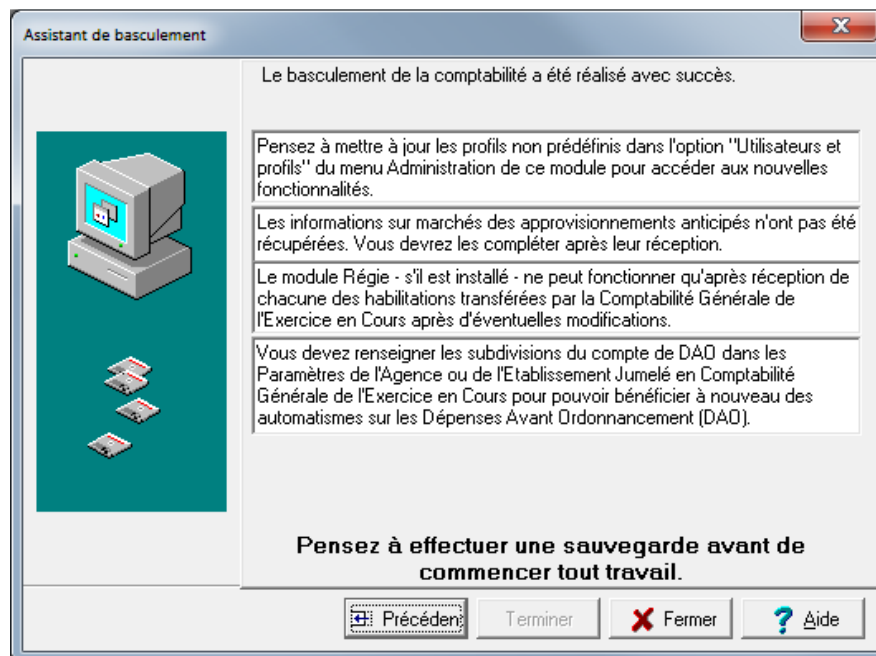 Assistant de basculement
Le basculement de la comptabilité a été réalisé avec succès.
Pensez à mettre à jour les profils non prédéfinis dans l'option "Utilisateurs et
profils" du menu Administration de ce module pour accéder aux nouvelles
fonctionnalités.
Les informations sur marchés des approvisionnements anticipés n'ont pas été
récupérées. Vous devrez les compléter après leur réception.
Le module Régie - s'il est installé - ne peut fonctionner qu'après réception de
chacune des habilitations transférées par la Comptabilité Générale de
l'Exercice en Cours après d'éventuelles modifications.
Vous devez renseigner les subdivisions du compte de DAO dans les
Paramètres de l'Agence ou de l'Etablissement Jumelé en Comptabilité
Générale de l'Exercice en Cours pour pouvoir bénéficier à nouveau des
automatismes sur les Dépenses Avant Ordonnancement (DAO).
Pensez à effectuer une sauvegarde avant de
commencer tout travail.
Précéden
Terminer
Fermer
Aide